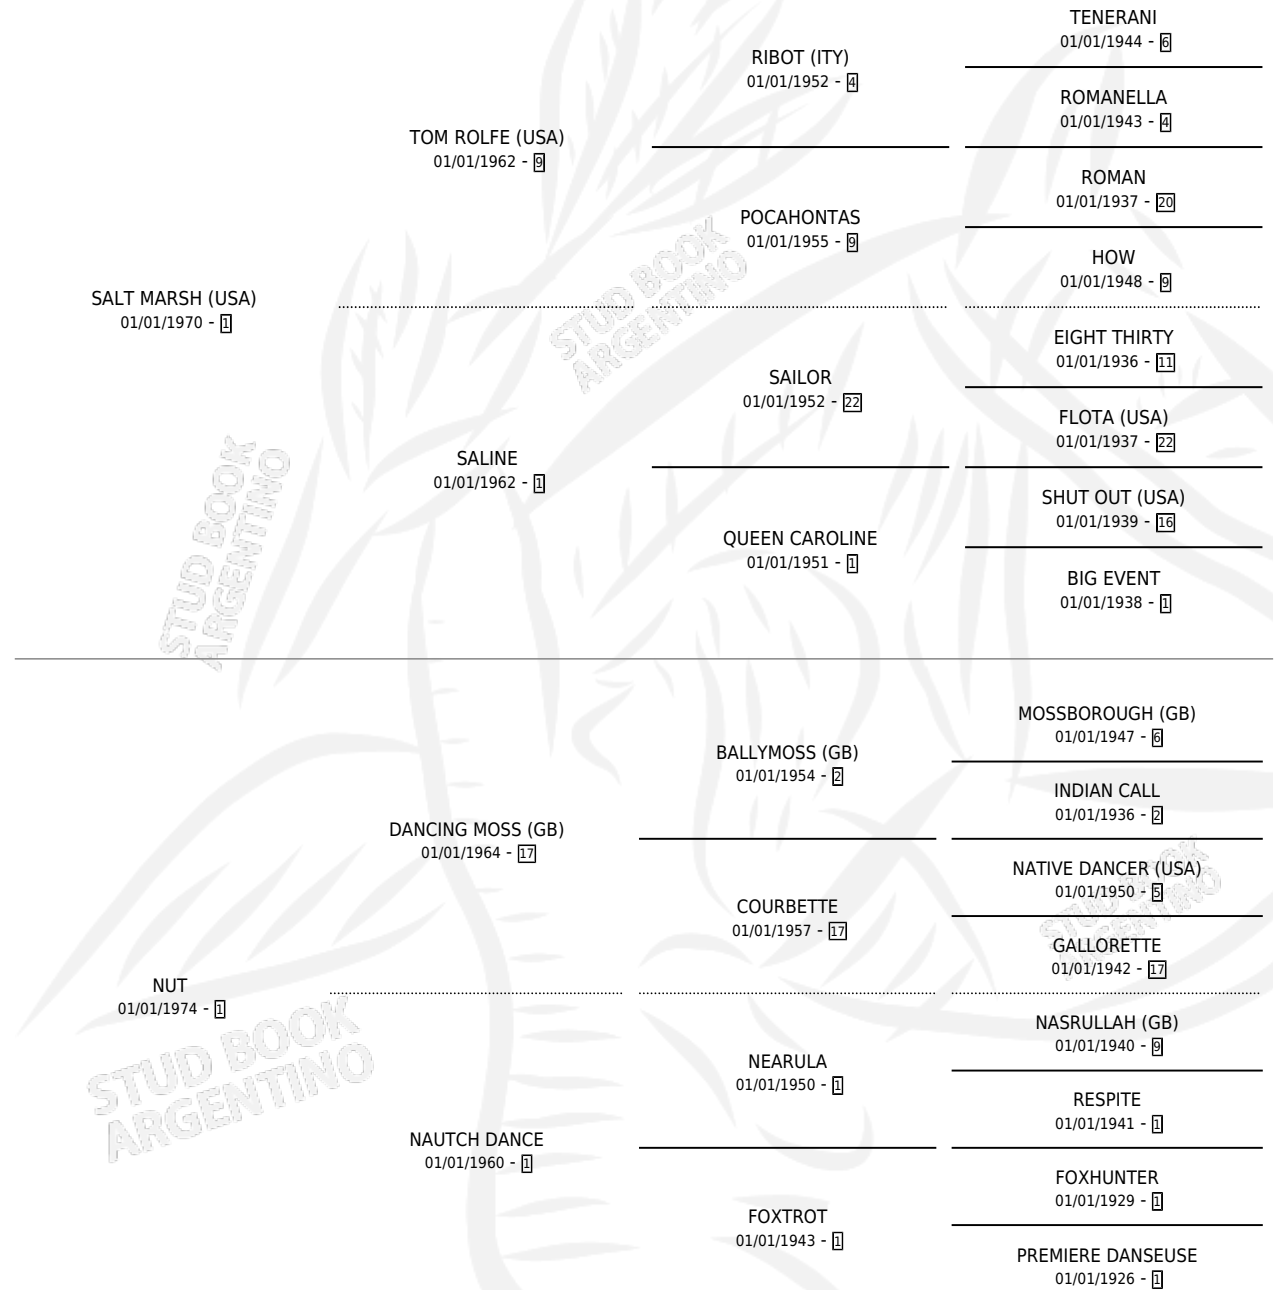 TENERANI
01/01/1944 - 6
RIBOT (ITY)
01/01/1952 - 4
ROMANELLA
01/01/1943 - 4
TOM ROLFE (USA)
01/01/1962 - 9
ROMAN
01/01/1937 - 20
POCAHONTAS
01/01/1955 - 9
HOW
01/01/1948 - 9
SALT MARSH (USA)
01/01/1970 - 1
STUD BOOK
ARGENTINO
EIGHT THIRTY
01/01/1936 - 11
SAILOR
01/01/1952 - 22
FLOTA (USA)
01/01/1937 - 22
SALINE
01/01/1962 - 1
SHUT OUT (USA)
01/01/1939 - 16
QUEEN CAROLINE
01/01/1951 - 1
BIG EVENT
01/01/1938 - 1
STUD BOOK
ARGENTINO
MOSSBOROUGH (GB)
01/01/1947 - 6
BALLYMOSS (GB)
01/01/1954 - 2
INDIAN CALL
01/01/1936 - 2
DANCING MOSS (GB)
01/01/1964 - 17
NATIVE DANCER (USA)
01/01/1950 - 5
COURBETTE
01/01/1957 - 17
STUD BOOK
ARGENTINO
GALLORETTE
01/01/1942 - 17
NUT
01/01/1974 - 1
NASRULLAH (GB)
01/01/1940 - 9
NEARULA
01/01/1950 - 1
STUD BOOK
ARGENTINO
RESPITE
01/01/1941 - 1
NAUTCH DANCE
01/01/1960 - 1
FOXHUNTER
01/01/1929 - 1
FOXTROT
01/01/1943 - 1
PREMIERE DANSEUSE
01/01/1926 - 1